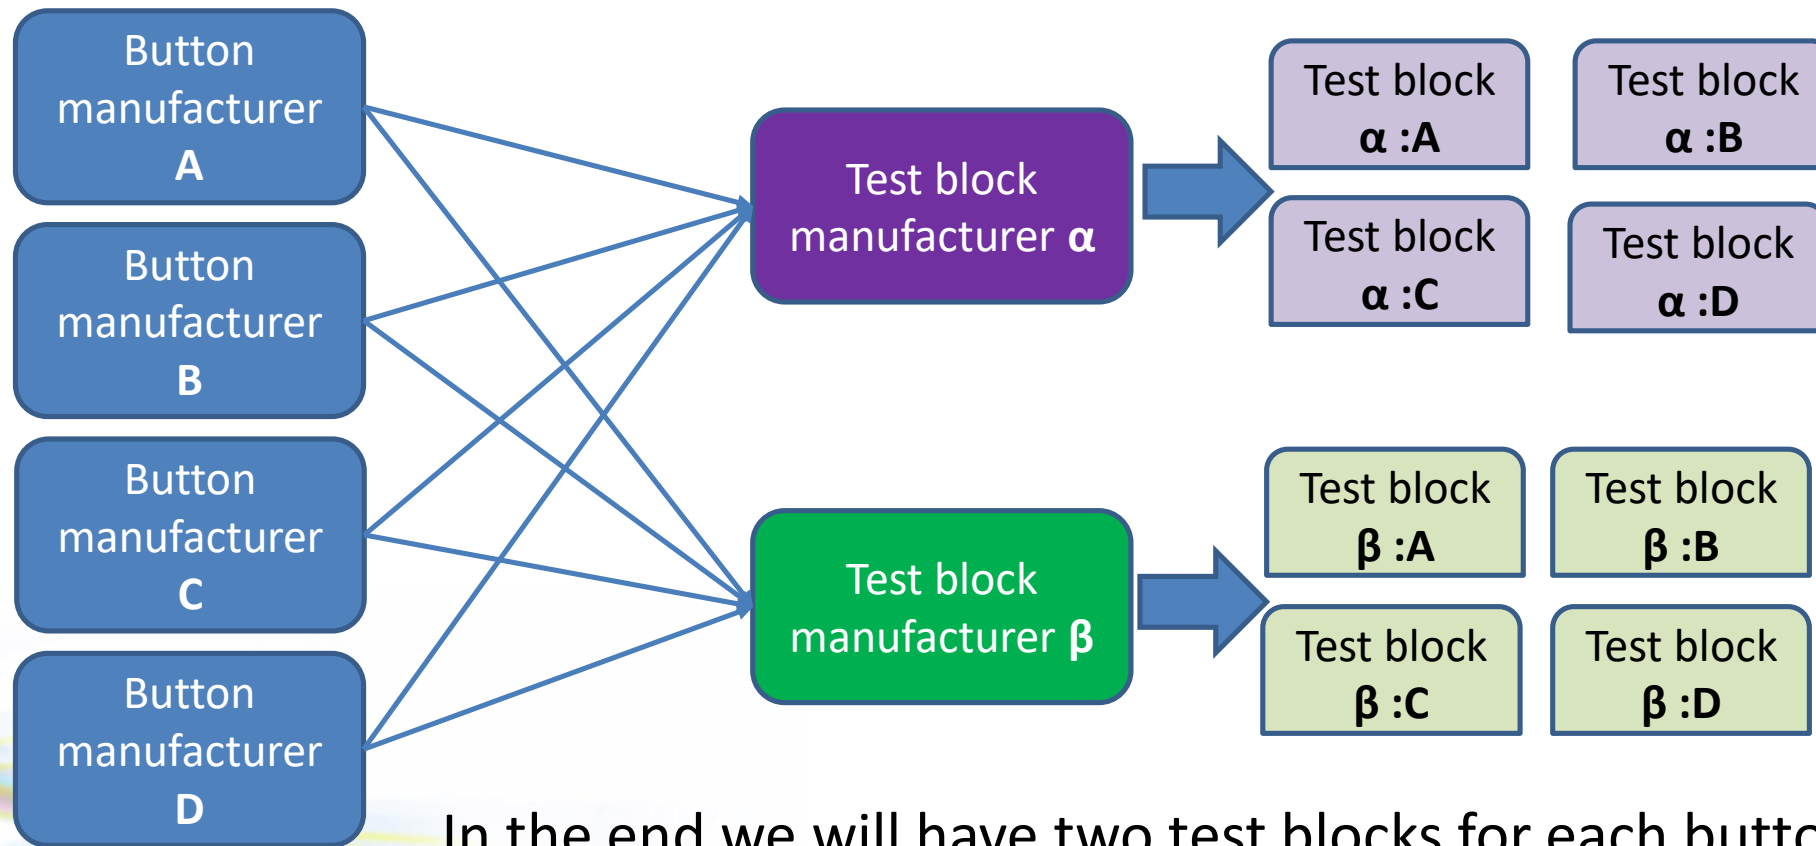 Button
manufacturer
A
Button
manufacturer
B
Button
manufacturer
C
Button
manufacturer
D
Test block
manufacturer α
Test block
manufacturer β
Test block
α :A
Test block
α :B
Test block
α :C
Test block
α :D
Test block
β :A
Test block
β :B
Test block
β :C
Test block
β :D
In the end we will have two test blocks for each